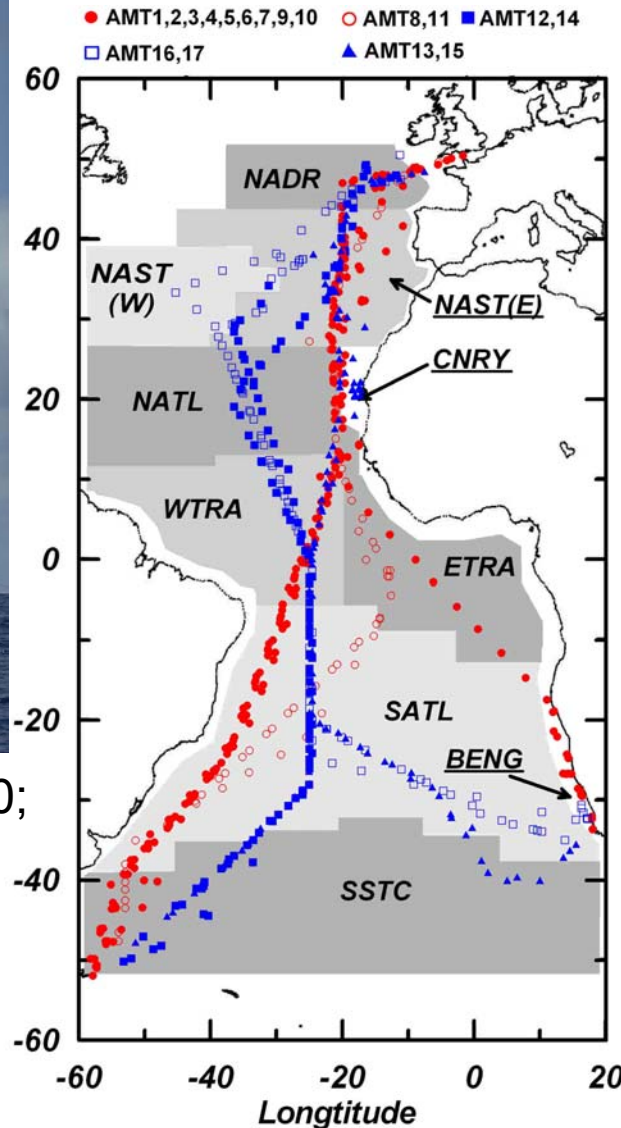 AMT1,2,3,4,5,6,7,9,10 AMT8,11 AMT12,14
AMT16,17 AMT13,15
60
NADR
40
NAST
(W)
NAST(E)
CNRY
20
NATL
WTRA
0
ETRA
-20
SATL
BENG
0;
-40
SSTC
-60
-60 -40 -20 0 20
Longtitude